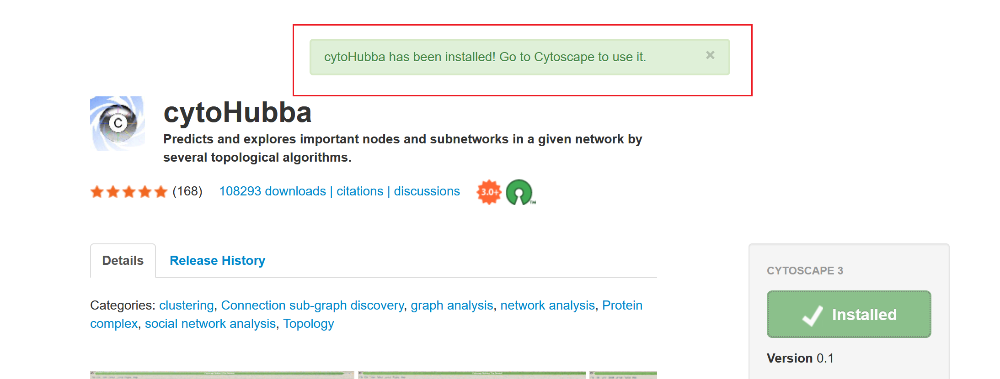 cytoHubba has been installed! Go to Cytoscape to use it. ×
C
cytoHubba
Predicts and explores important nodes and subnetworks in a given network by
several topological algorithms.
(168) 108293 downloads | citations | discussions 3.0+ TM
Details Release History
CYTOSCAPE 3
Installed
Version 0.1
Categories: clustering, Connection sub-graph discovery, graph analysis, network analysis, Protein
complex, social network analysis, Topology